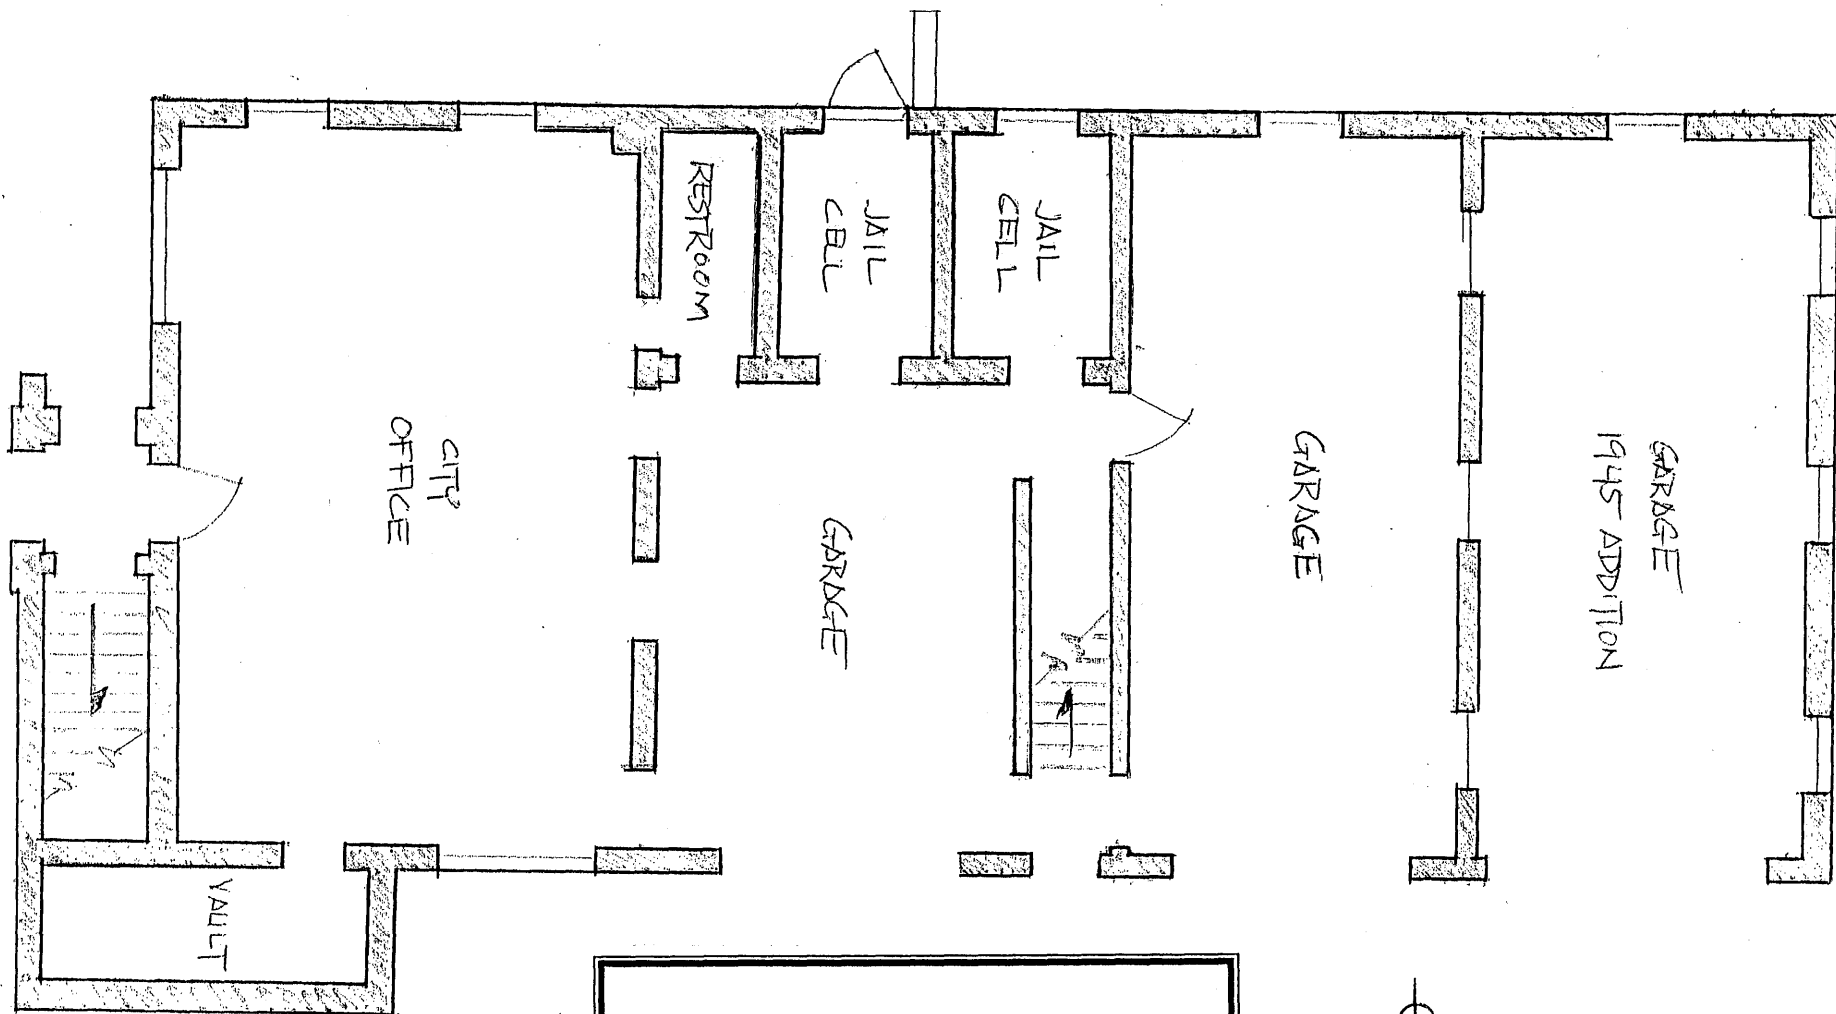 RESTROOM
JAIL
CELL
JAIL
CELL
CITY
OFFICE
GARAGE
GARAGE
GARAGE
1945 ADDITION
VAULT